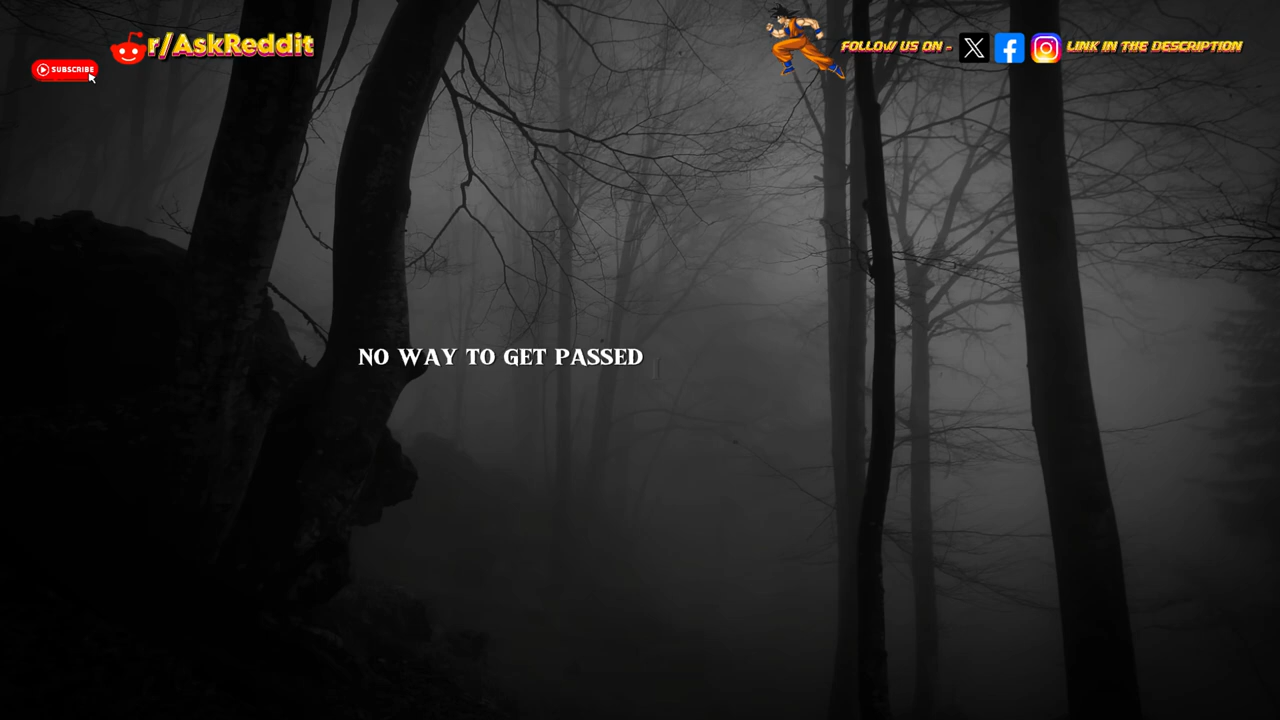 r/AskReddit
SUBSCRIBE
FOLLOW US ON -
LINK IN THE DESCRIPTION
NO WAY TO GET PASSED